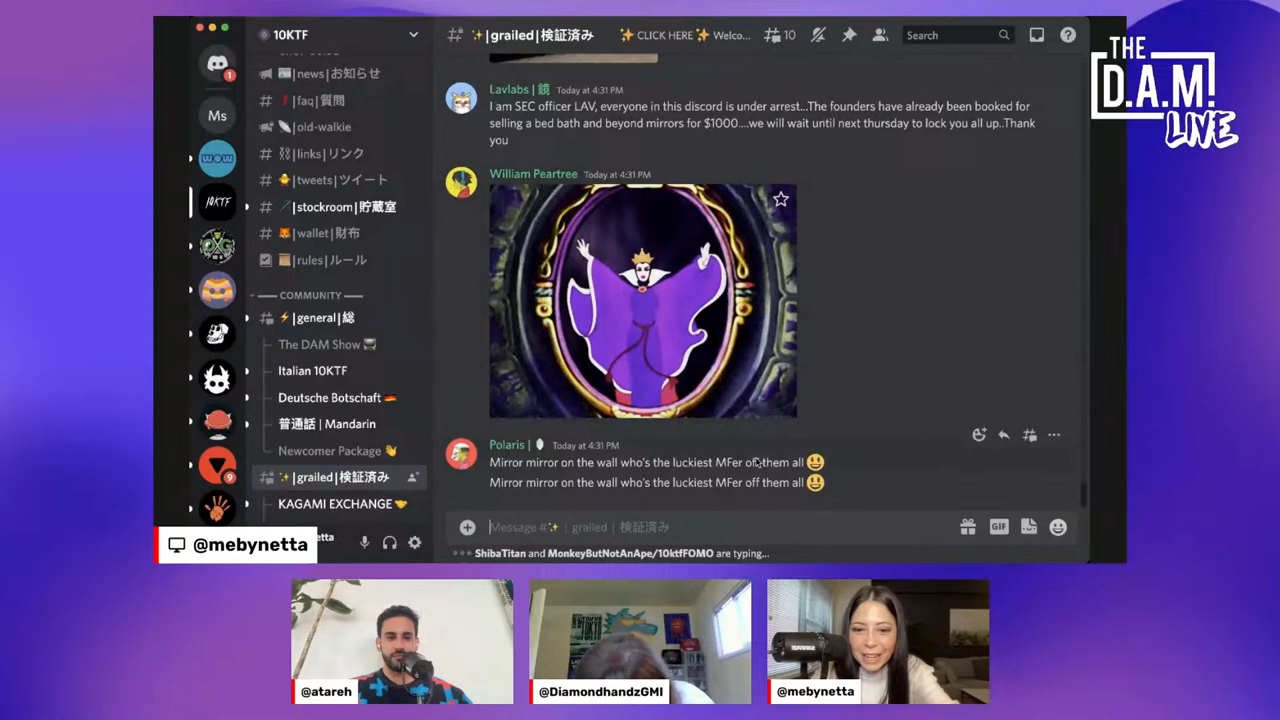 10KTF
✨|grailed|検証済み
✨ CLICK HERE ✨ Welco...
10
Search
THE
D.A.M!
LIVE
1
|news|お知らせ
|faq|質問
|old-walkie
|links|リンク
|tweets|ツイート
|stockroom|貯蔵室
|wallet|財布
|rules|ルール
COMMUNITY
|general|総
The DAM Show
Italian 10KTF
Deutsche Botschaft
普通話 | Mandarin
Newcomer Package
✨|grailed|検証済み
KAGAMI EXCHANGE
Ms
WOW
10KTF
9
Lavlabs | 鏡 Today at 4:31 PM
I am SEC officer LAV, everyone in this discord is under arrest...The founders have already been booked for
selling a bed bath and beyond mirrors for $1000....we will wait until next thursday to lock you all up..Thank
you
William Peartree Today at 4:31 PM
Polaris | Today at 4:31 PM
Mirror mirror on the wall who's the luckiest MFer off them all 😃
Mirror mirror on the wall who's the luckiest MFer off them all 😃
Message #✨ | grailed | 検証済み
GIF
ShibaTitan and MonkeyButNotAnApe/10ktfFOMO are typing...
etta
@mebynetta
@atareh
@DiamondhandzGMI
@mebynetta